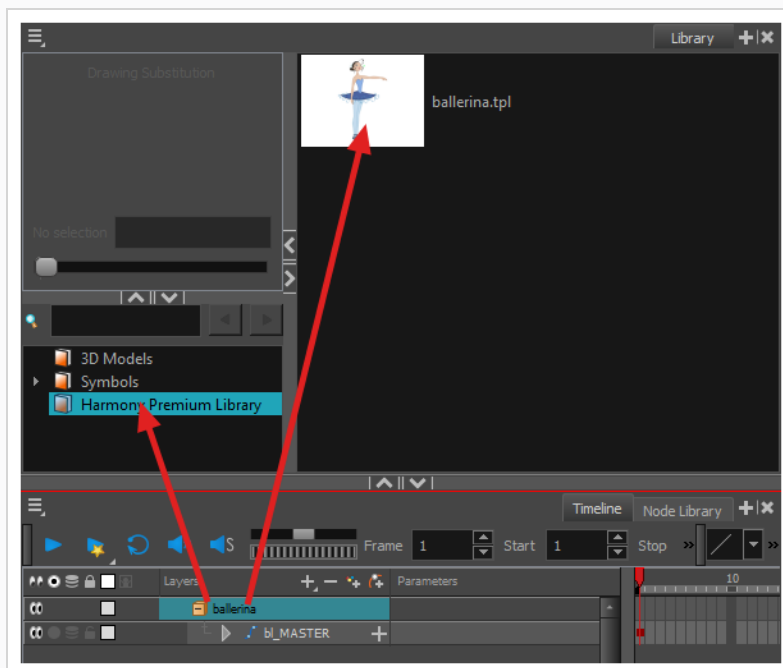 Library
Drawing Substitution
ballerina.tpl
No selection
3D Models
Symbols
Harmony Premium Library
Timeline
Node Library
S
Frame 1 Start 1 Stop »
»
Layers Parameters 10
ballerina
bl_MASTER